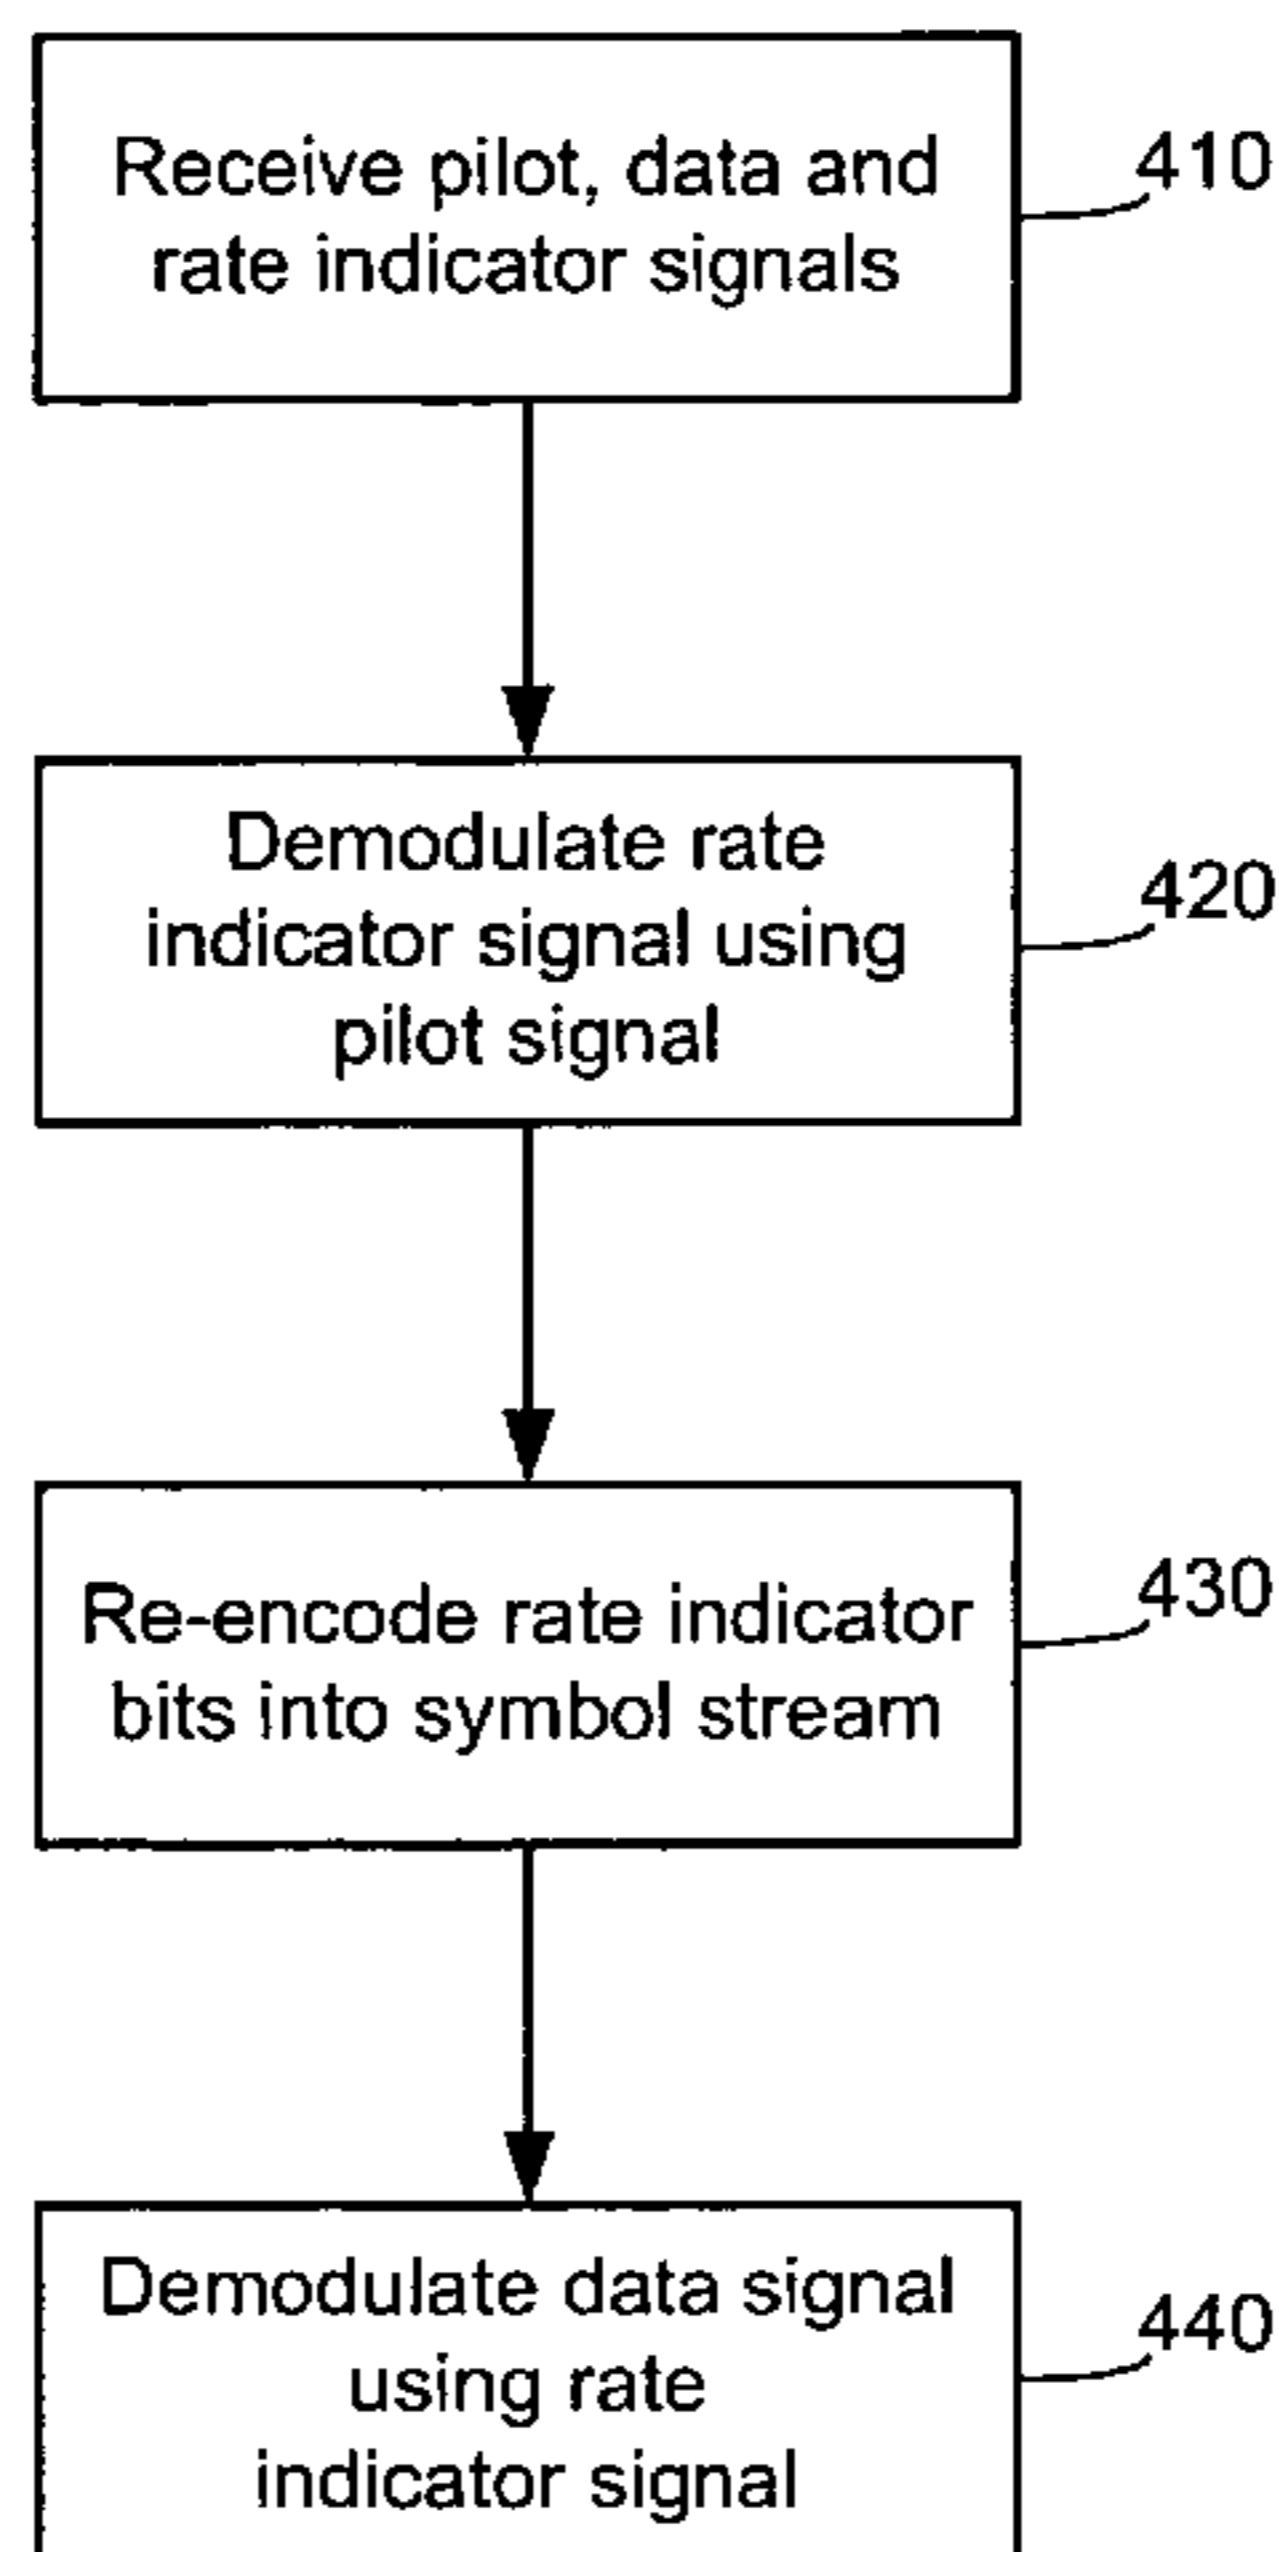 Receive pilot, data and
rate indicator signals
410
Demodulate rate
indicator signal using
pilot signal
420
Re-encode rate indicator
bits into symbol stream
430
Demodulate data signal
using rate
indicator signal
440